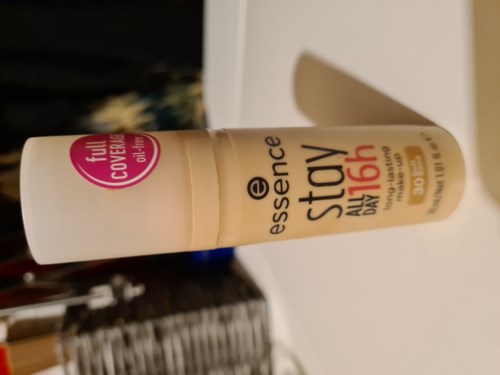 full
COVERAGE
oil-free
essence
stay
ALL
DAY
16h
long-lasting
make-up
30